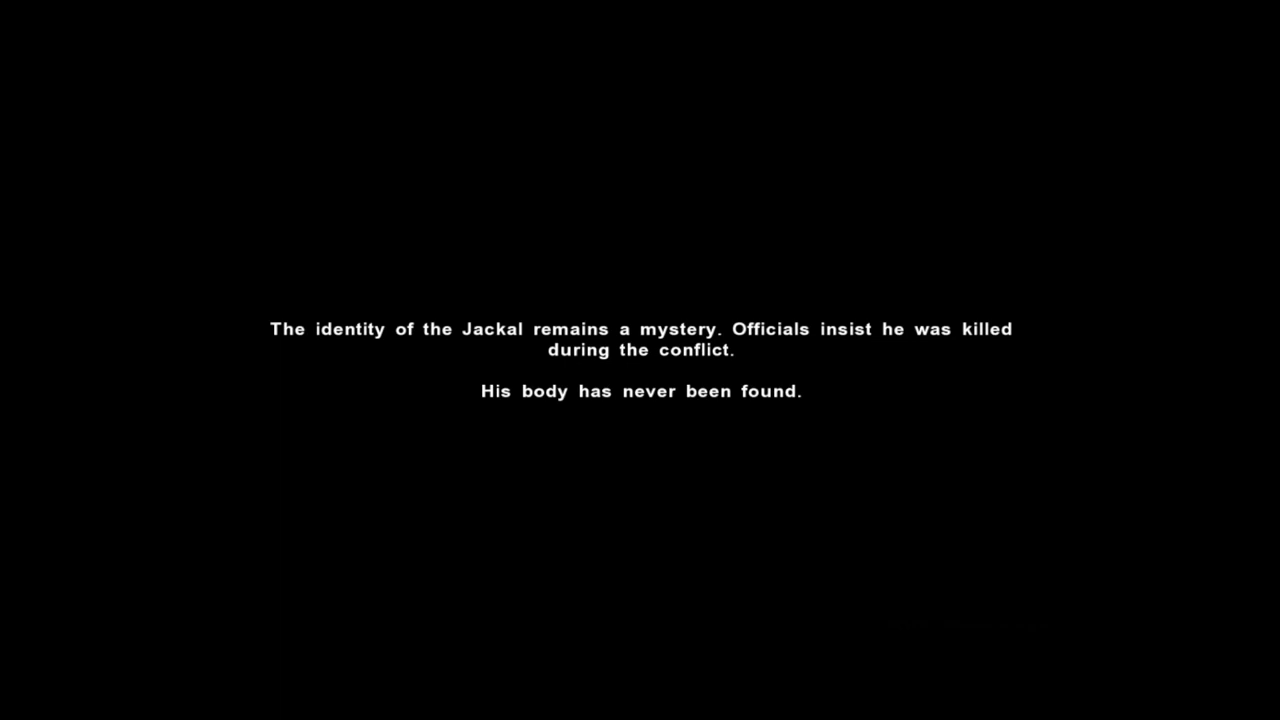 The identity of the Jackal remains a mystery. Officials insist he was killed
during the conflict.
His body has never been found.